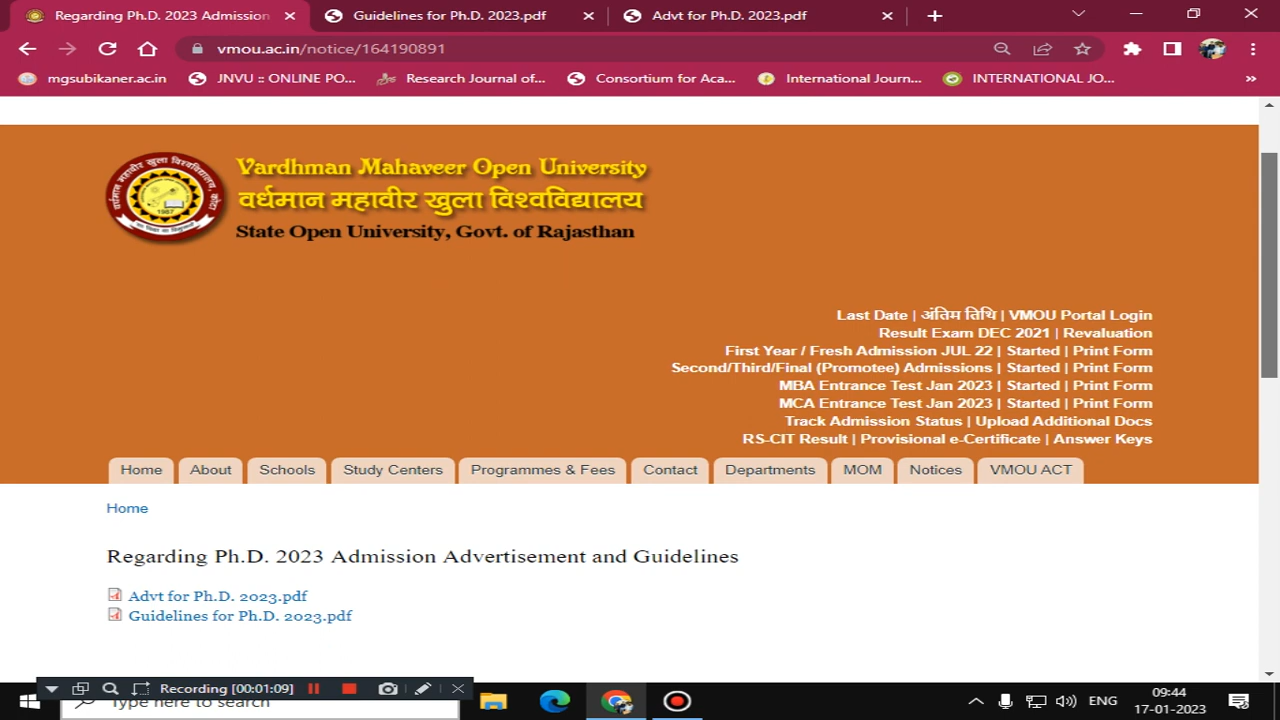 Regarding Ph.D. 2023 Admission
Guidelines for Ph.D. 2023.pdf
Advt for Ph.D. 2023.pdf
vmou.ac.in/notice/164190891
mgsubikaner.ac.in
JNVU :: ONLINE PO...
Research Journal of...
Consortium for Aca...
International Journ...
INTERNATIONAL JO...
Vardhman Mahaveer Open University
वर्धमान महावीर खुला विश्वविद्यालय
State Open University, Govt. of Rajasthan
1987
Last Date | अंतिम तिथि | VMOU Portal Login
Result Exam DEC 2021 | Revaluation
First Year / Fresh Admission JUL 22 | Started | Print Form
Second/Third/Final (Promotee) Admissions | Started | Print Form
MBA Entrance Test Jan 2023 | Started | Print Form
MCA Entrance Test Jan 2023 | Started | Print Form
Track Admission Status | Upload Additional Docs
RS-CIT Result | Provisional e-Certificate | Answer Keys
Home About Schools Study Centers Programmes & Fees Contact Departments MOM Notices VMOU ACT
Home
Regarding Ph.D. 2023 Admission Advertisement and Guidelines
Advt for Ph.D. 2023.pdf
Guidelines for Ph.D. 2023.pdf
Recording [00:01:09]
Type here to search
ENG
09:44
17-01-2023